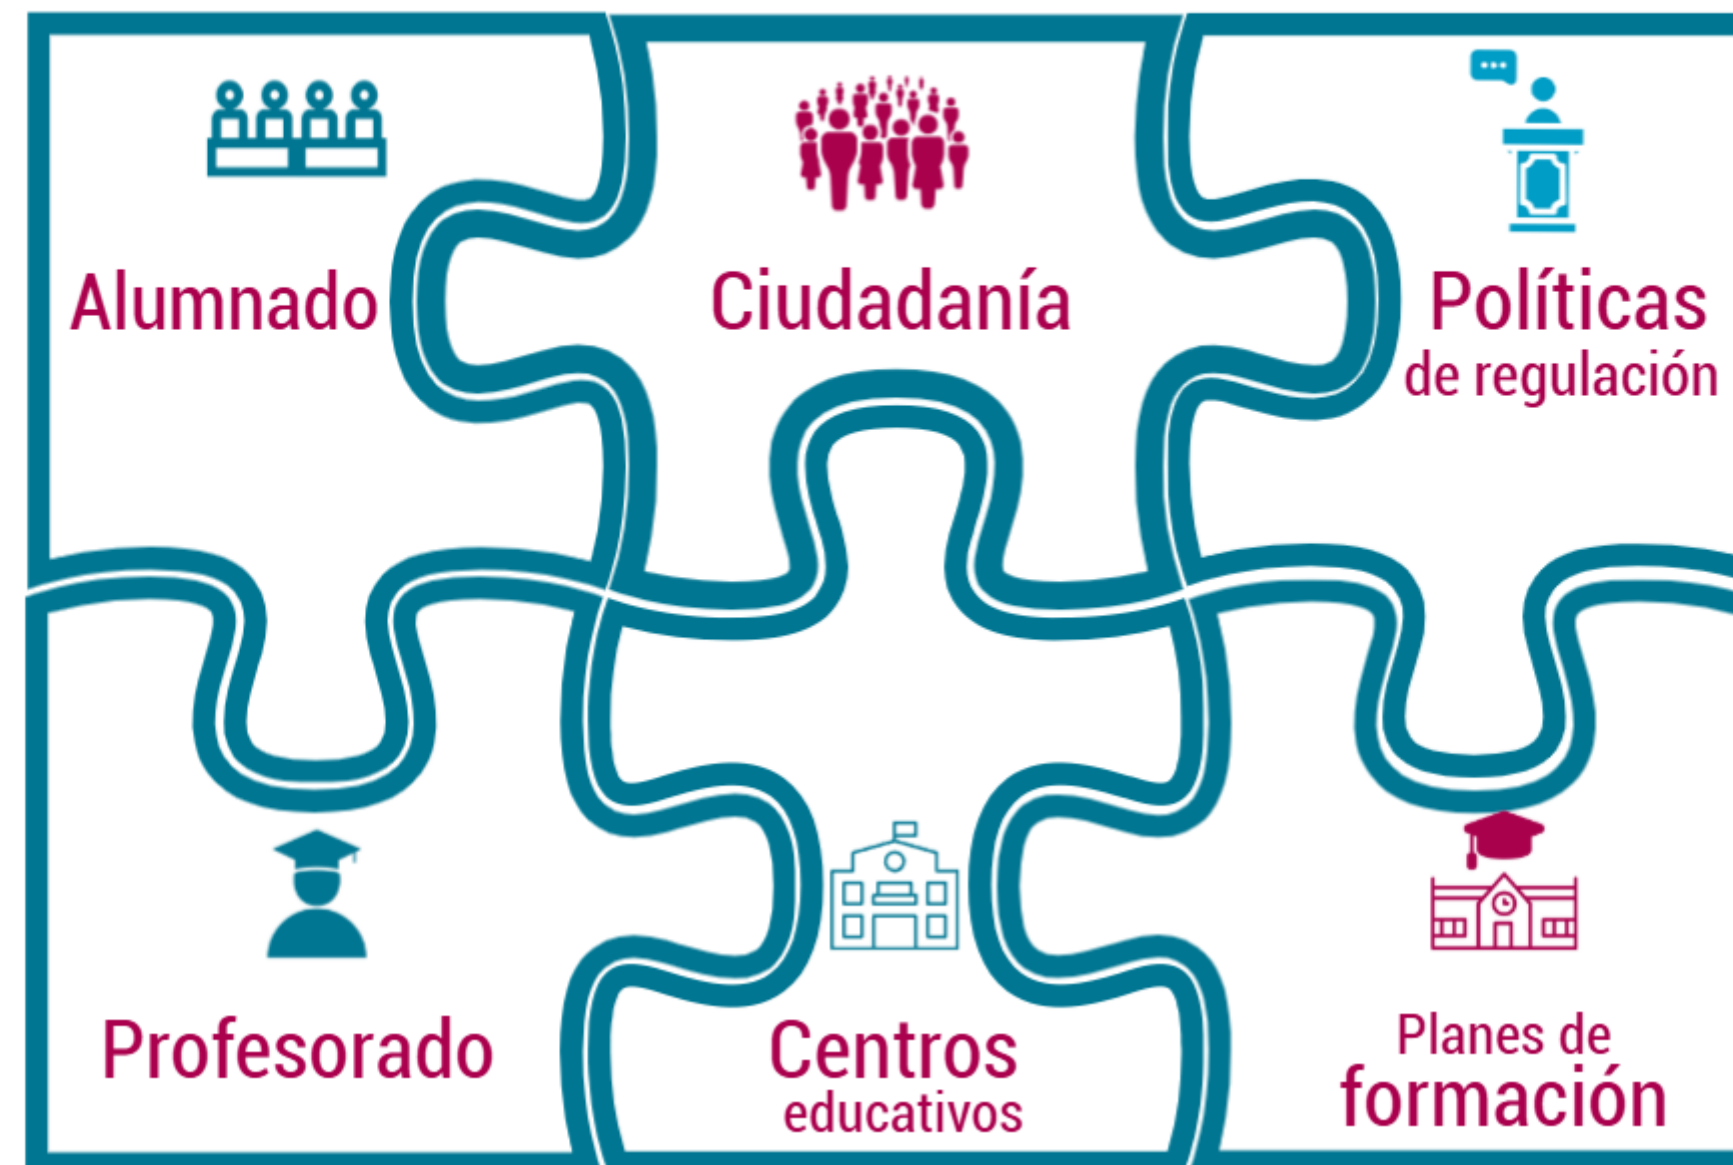 Alumnado
Ciudadanía
Políticas
de regulación
Profesorado
Centros
educativos
Planes de
formación